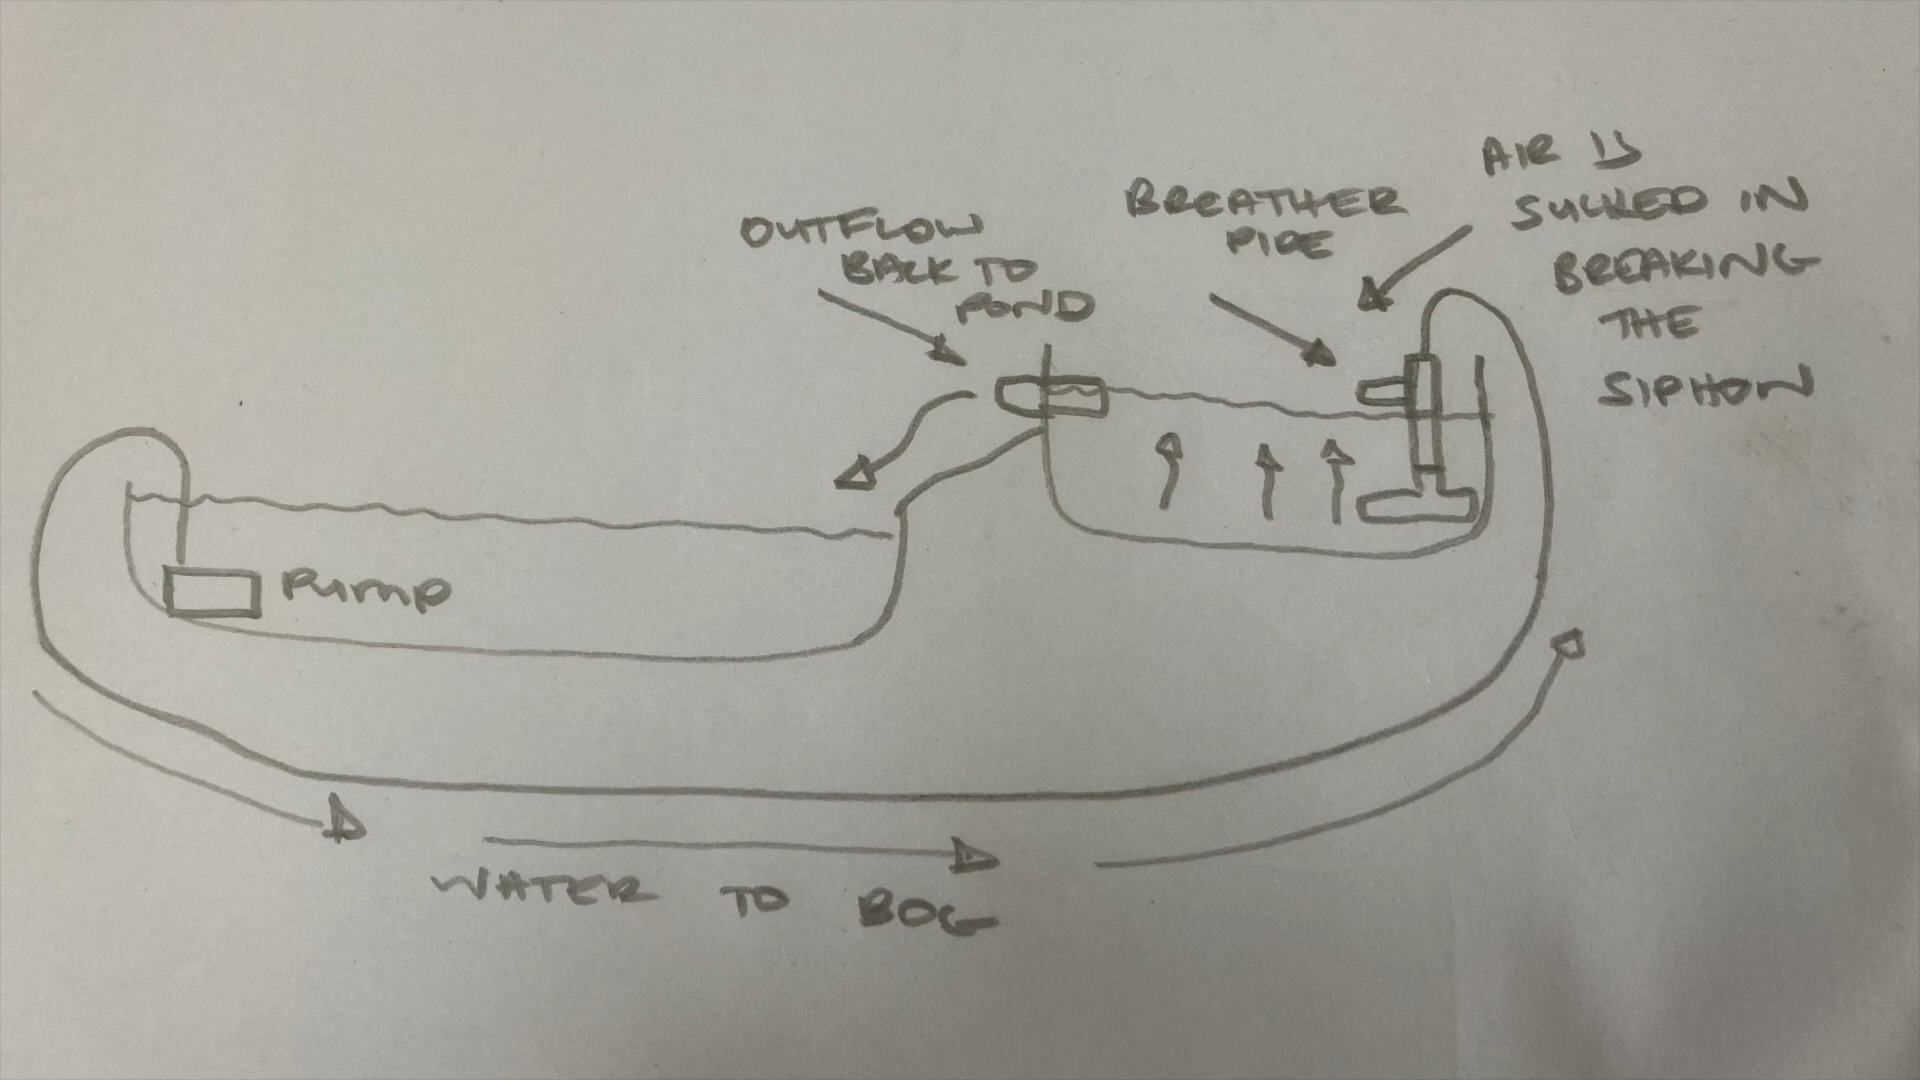 OUTFLOW
BACK TO
POND
BREATHER
PIPE
AIR IS
SUCKED IN
BREAKING
THE
SIPHON
PUMP
WATER TO BOG